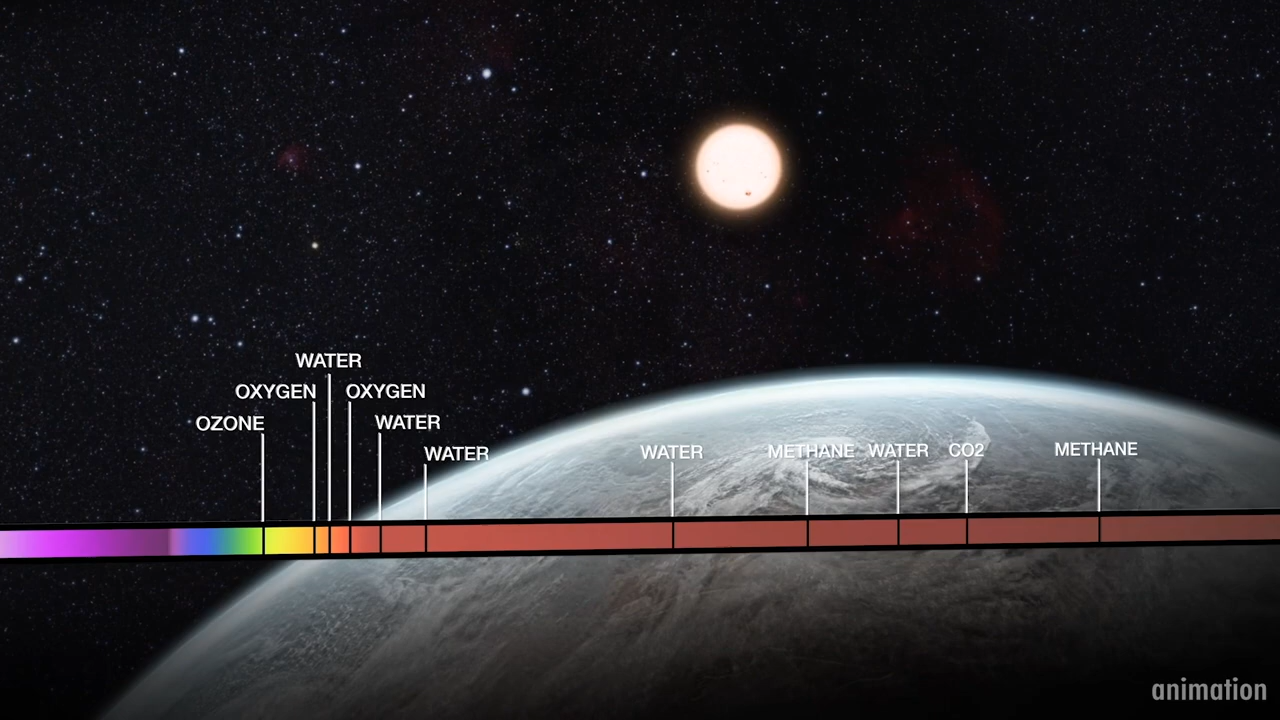 WATER
OXYGEN OXYGEN
OZONE WATER
WATER WATER METHANE WATER CO2 METHANE
animation